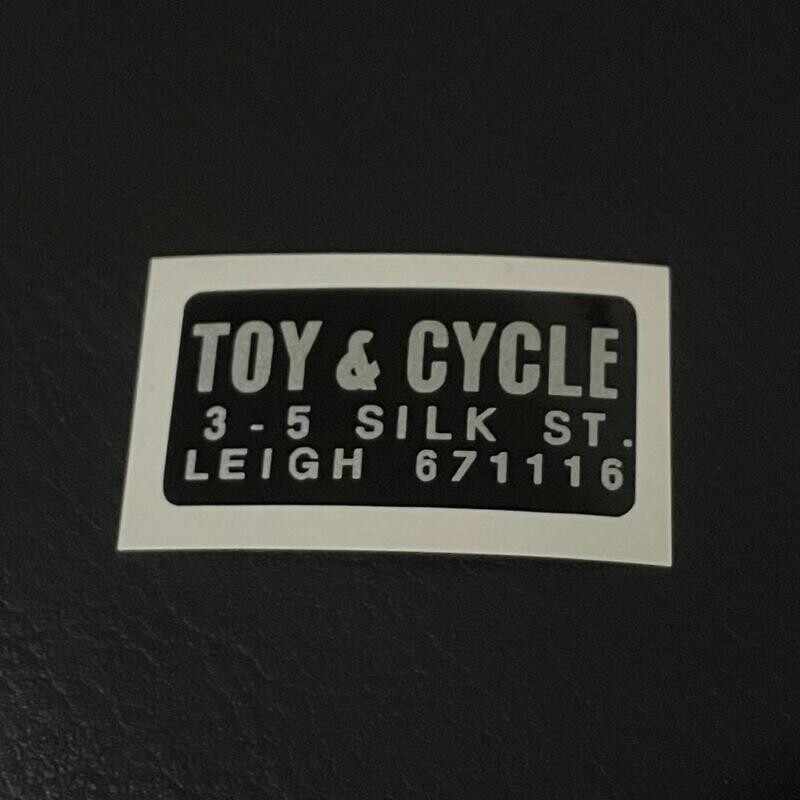 TOY & CYCLE
3-5 SILK ST.
LEIGH 671116